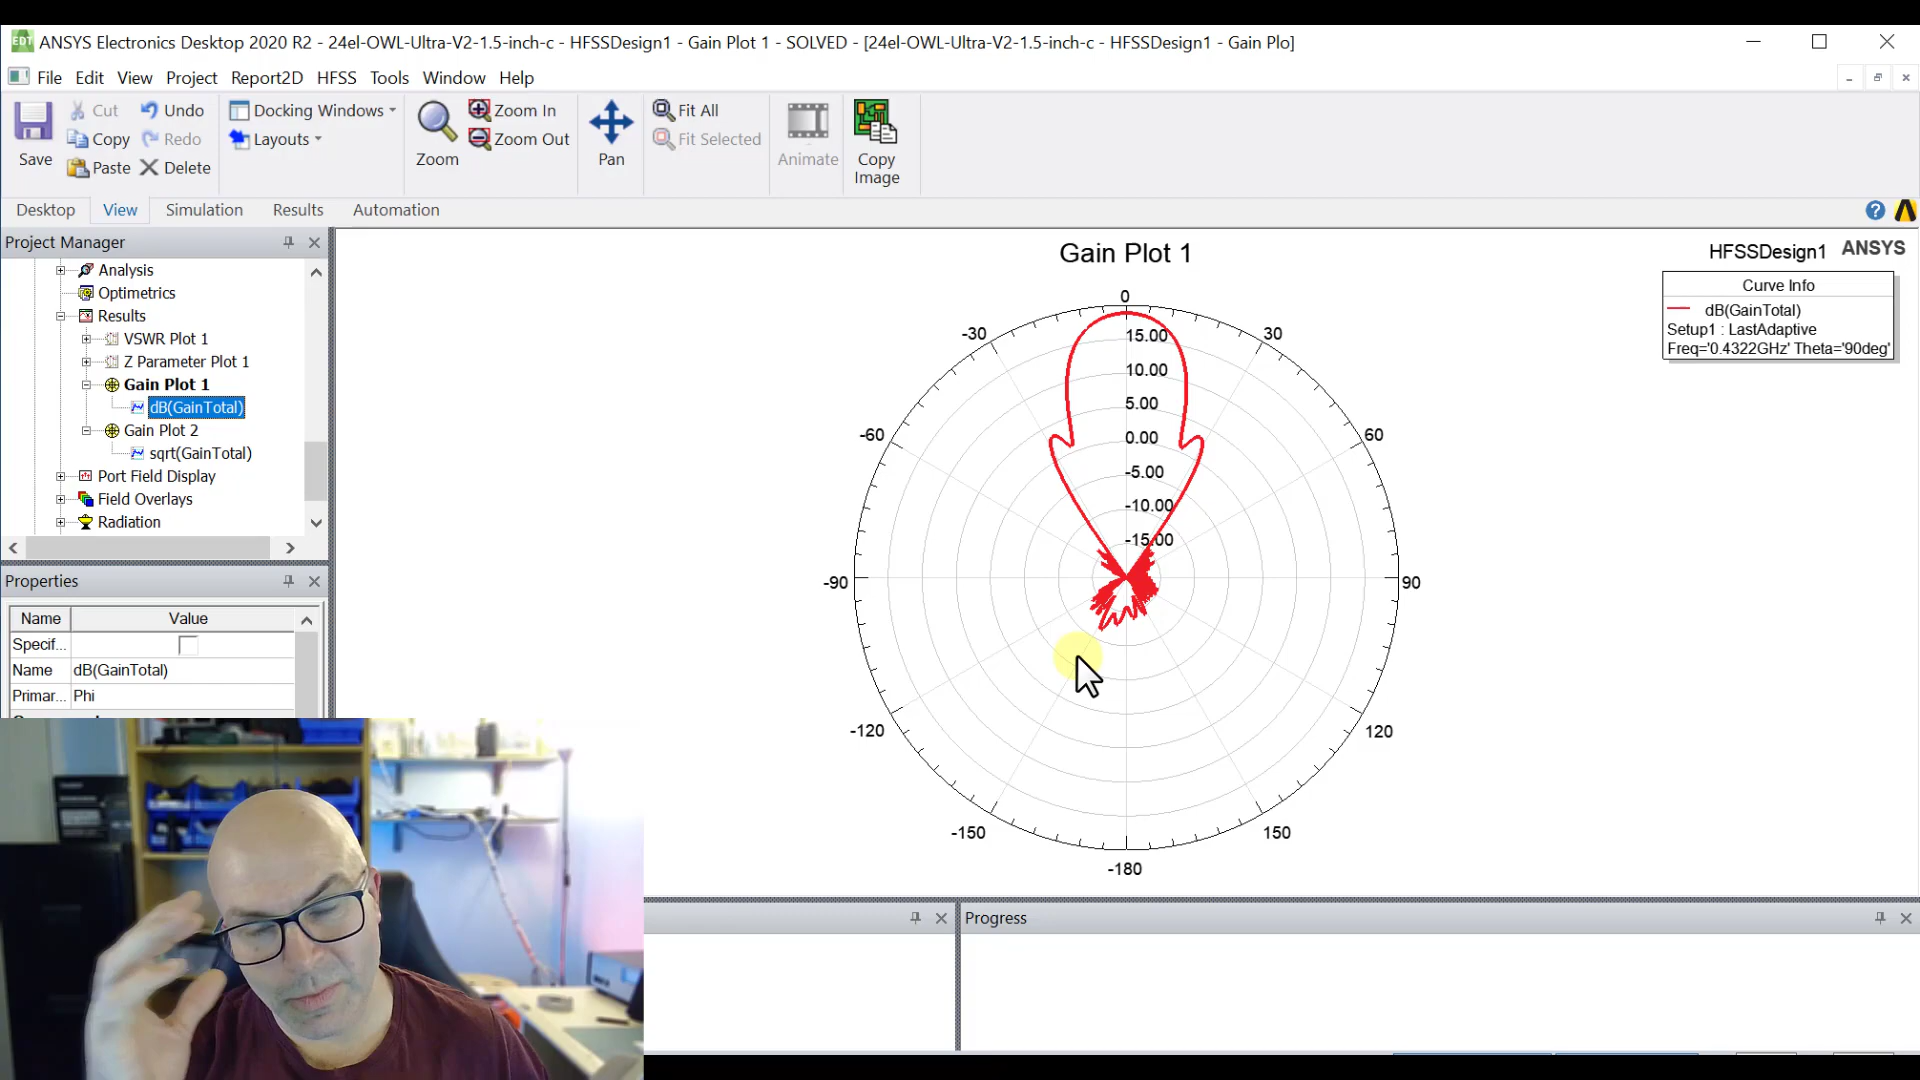 EDT ANSYS Electronics Desktop 2020 R2 - 24el-OWL-Ultra-V2-1.5-inch-c - HFSSDesign1 - Gain Plot 1 - SOLVED - [24el-OWL-Ultra-V2-1.5-inch-c - HFSSDesign1 - Gain Plo]
File Edit View Project Report2D HFSS Tools Window Help
Cut Undo Docking Windows Zoom In Fit All
Copy Redo Layouts Zoom Out Fit Selected
Save Zoom Pan Animate Copy
Image
Paste Delete
Desktop View Simulation Results Automation
Project Manager
Analysis
Optimetrics
Results
VSWR Plot 1
Z Parameter Plot 1
Gain Plot 1
dB(GainTotal)
Gain Plot 2
sqrt(GainTotal)
Port Field Display
Field Overlays
Radiation
Properties
Name Value
Specif...
Name dB(GainTotal)
Primar... Phi
Gain Plot 1
HFSSDesign1 ANSYS
Curve Info
dB(GainTotal)
Setup1 : LastAdaptive
Freq='0.4322GHz' Theta='90deg'
0
-30 30
15.00
10.00
5.00
-60 60
0.00
-5.00
-10.00
-15.00
-90 90
-120 120
-150 150
-180
Progress